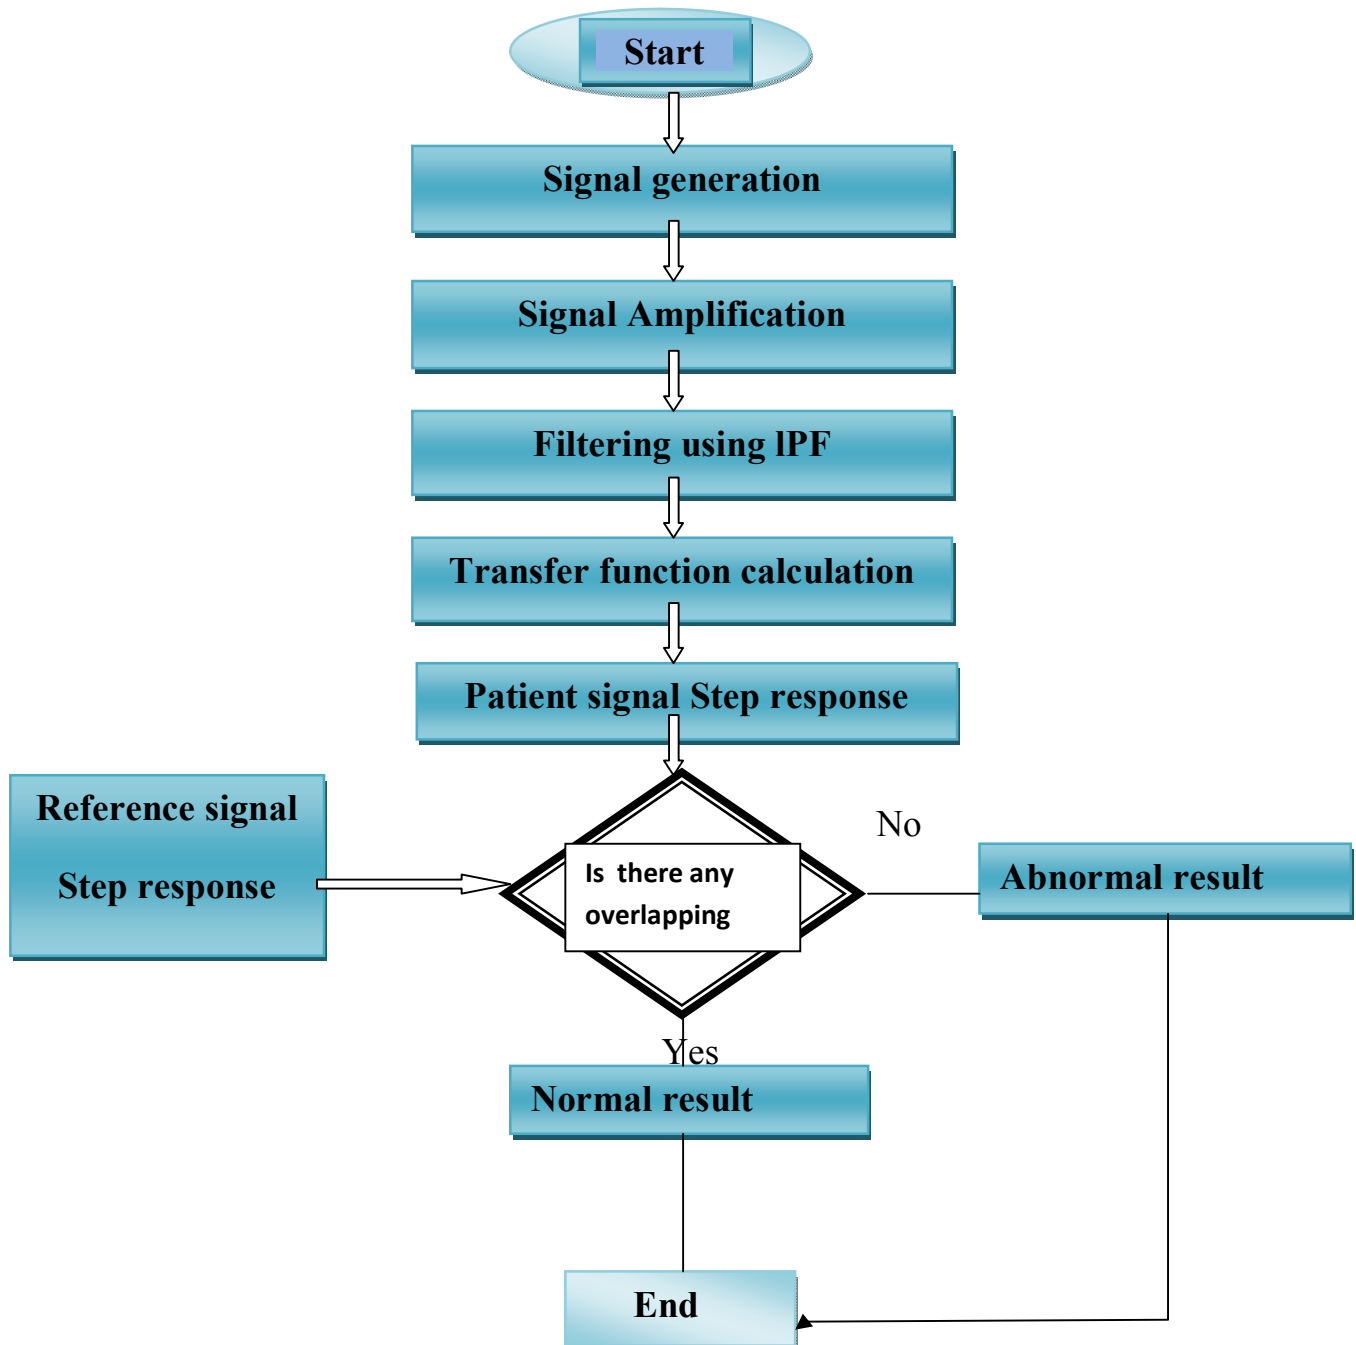 Start
Signal generation
Signal Amplification
Filtering using lPF
Transfer function calculation
Patient signal Step response
Reference signal
Step response
Is there any
overlapping
No
Abnormal result
Yes
Normal result
End